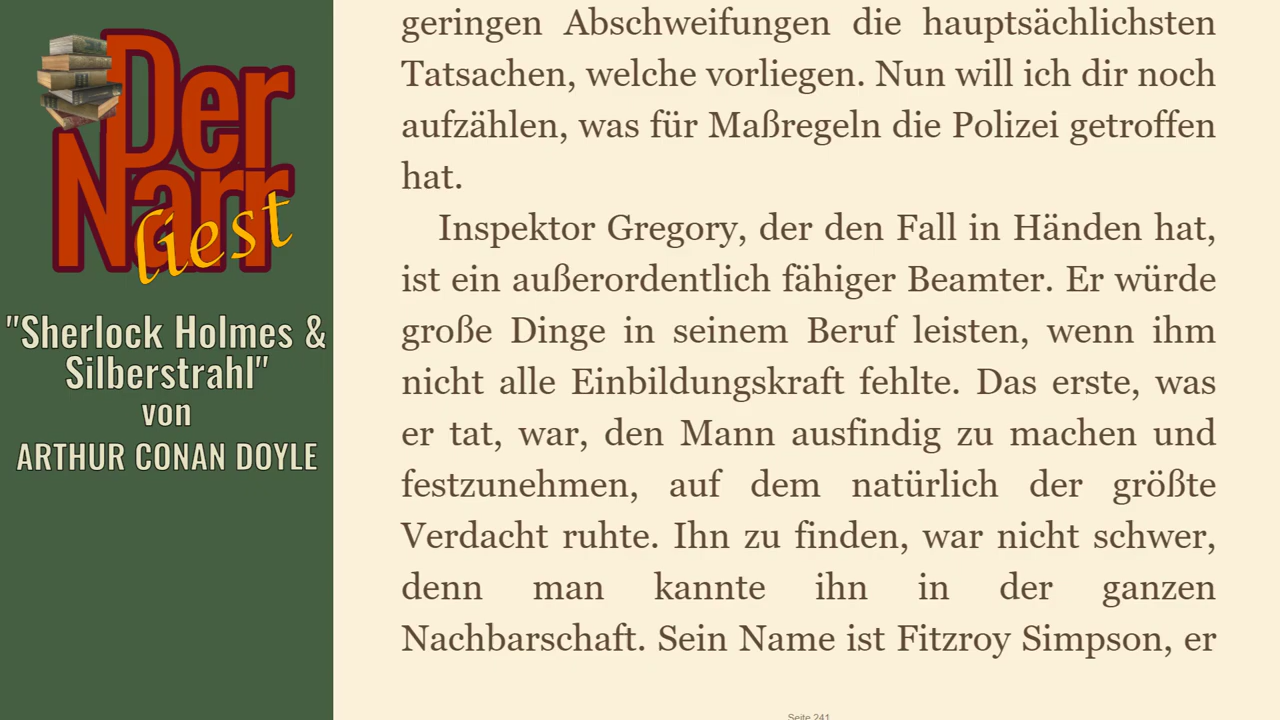 Der
Narr
liest
"Sherlock Holmes &
Silberstrahl"
von
ARTHUR CONAN DOYLE
geringen Abschweifungen die hauptsächlichsten
Tatsachen, welche vorliegen. Nun will ich dir noch
aufzählen, was für Maßregeln die Polizei getroffen
hat.
Inspektor Gregory, der den Fall in Händen hat,
ist ein außerordentlich fähiger Beamter. Er würde
große Dinge in seinem Beruf leisten, wenn ihm
nicht alle Einbildungskraft fehlte. Das erste, was
er tat, war, den Mann ausfindig zu machen und
festzunehmen, auf dem natürlich der größte
Verdacht ruhte. Ihn zu finden, war nicht schwer,
denn man kannte ihn in der ganzen
Nachbarschaft. Sein Name ist Fitzroy Simpson, er
Seite 241